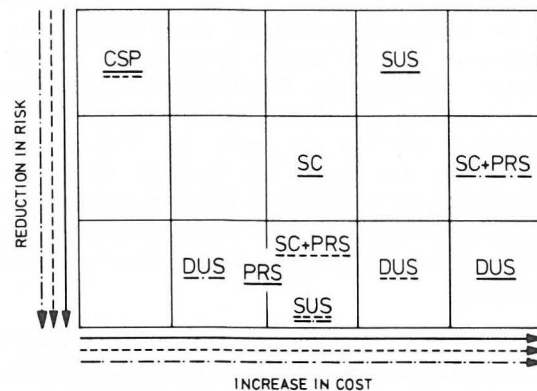 CSP SUS
SC SC+PRS
SC+PRS
DUS PRS DUS DUS
SUS
REDUCTION IN RISK
INCREASE IN COST